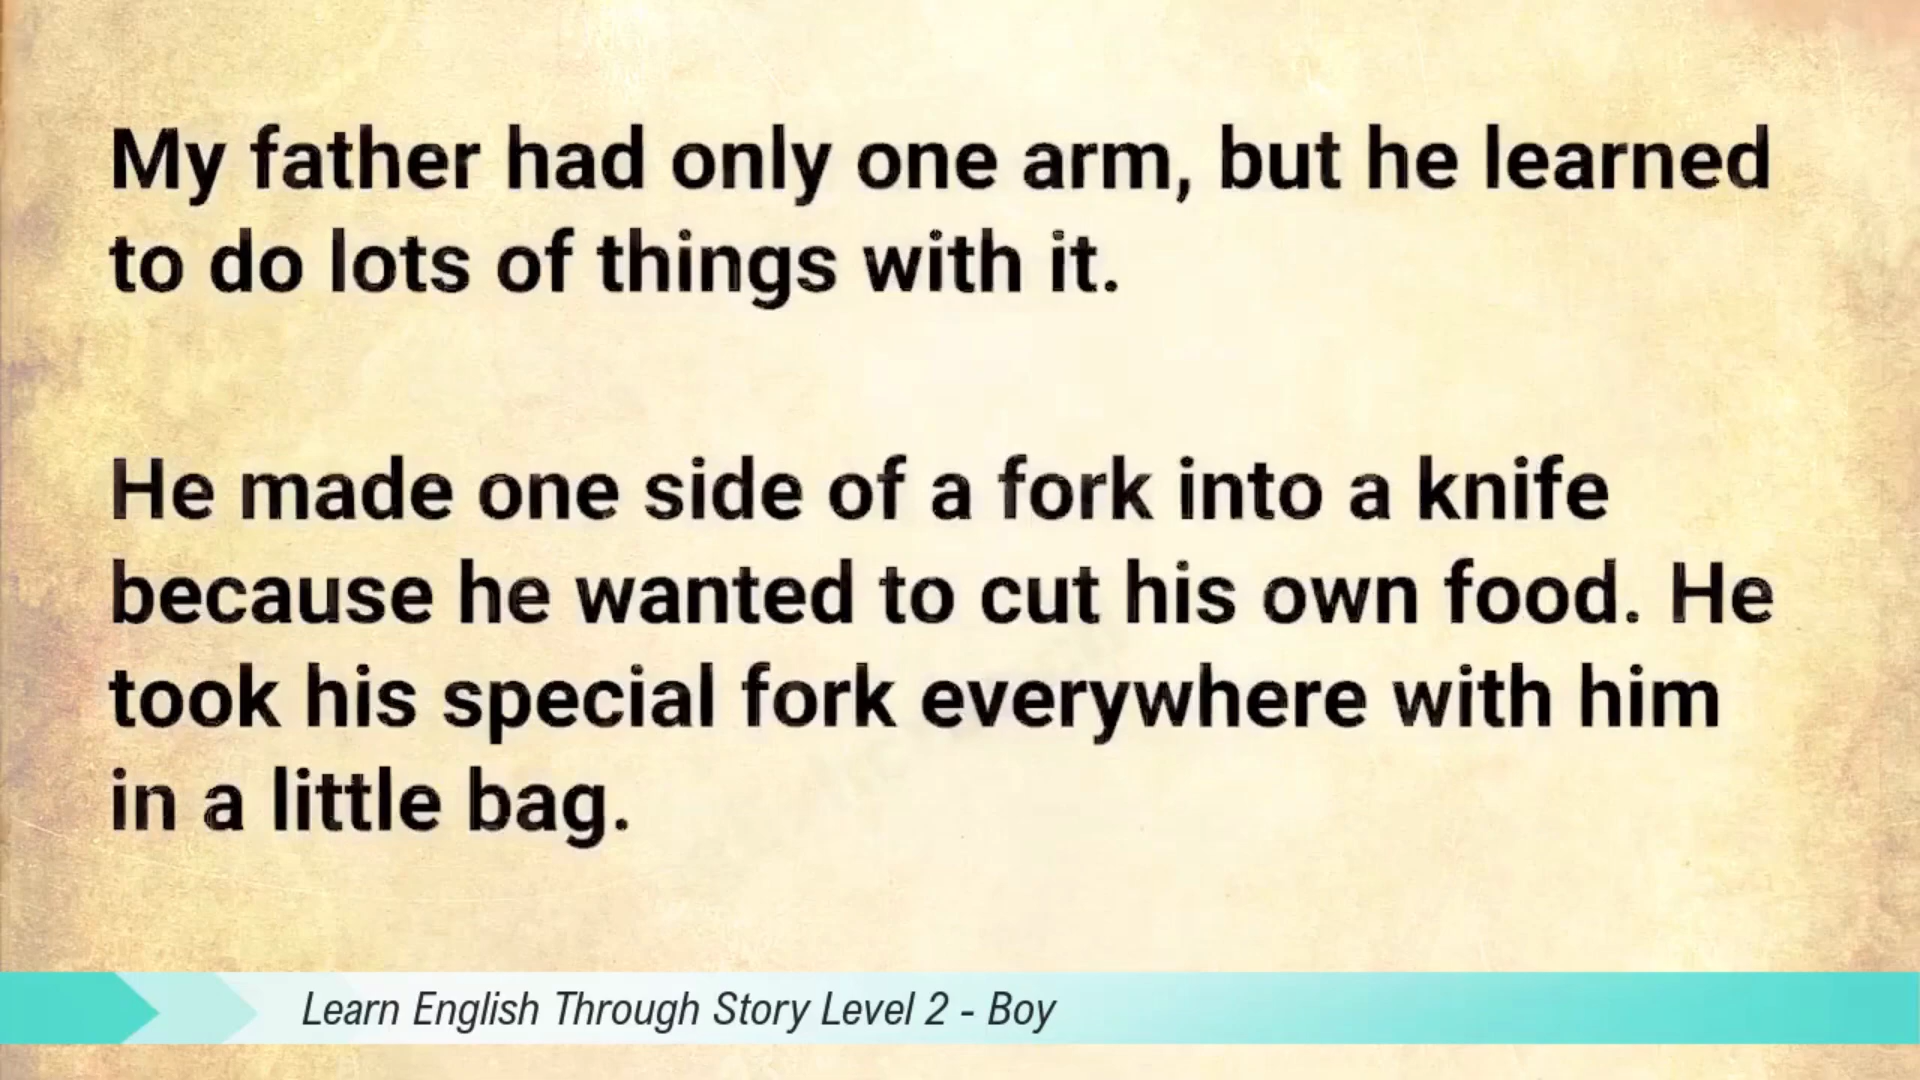 My father had only one arm, but he learned
to do lots of things with it.
He made one side of a fork into a knife
because he wanted to cut his own food. He
took his special fork everywhere with him
in a little bag.
Learn English Through Story Level 2 - Boy